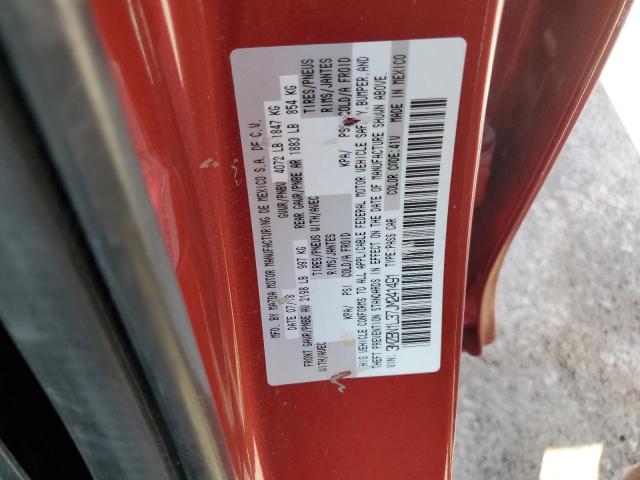 MFD. BY MAZDA MOTOR MANUFACTURING DE MEXICO S.A. DE C.V.
DATE 07/18 GVWR/PNBV 4072 LB 1847 KG
FRONT GAWR/PNBE AV 2198 LB 997 KG REAR GAWR/PNBE AR 1883 LB 854 KG
WITH/AVEC TIRES/PNEUS WITH/AVEC TIRES/PNEUS
RIMS/JANTES RIMS/JANTES
KPA/ PSI COLD/A FROID KPA/ PSI COLD/A FROID
THIS VEHICLE CONFORMS TO ALL APPLICABLE FEDERAL MOTOR VEHICLE SAFETY, BUMPER, AND
THEFT PREVENTION STANDARDS IN EFFECT ON THE DATE OF MANUFACTURE SHOWN ABOVE.
VIN: TYPE: PASS CAR COLOR CODE: 41V MADE IN MEXICO